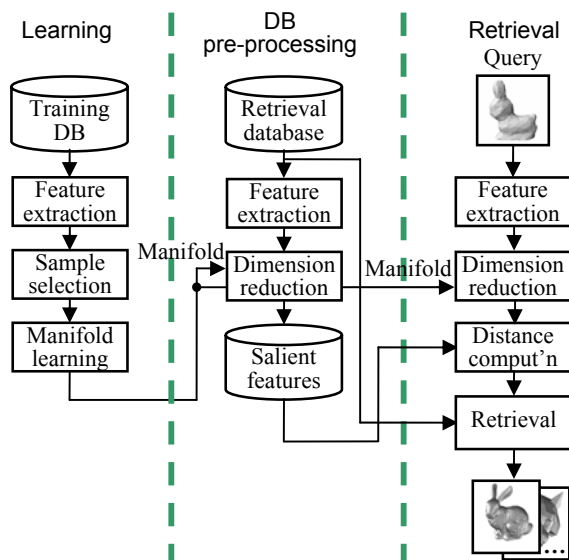 Learning
DB
pre-processing
Retrieval
Query
Training
DB
Feature
extraction
Sample
selection
Manifold
learning
Retrieval
database
Feature
extraction
Manifold
Dimension
reduction
Salient
features
Manifold
Feature
extraction
Dimension
reduction
Distance
comput'n
Retrieval
...